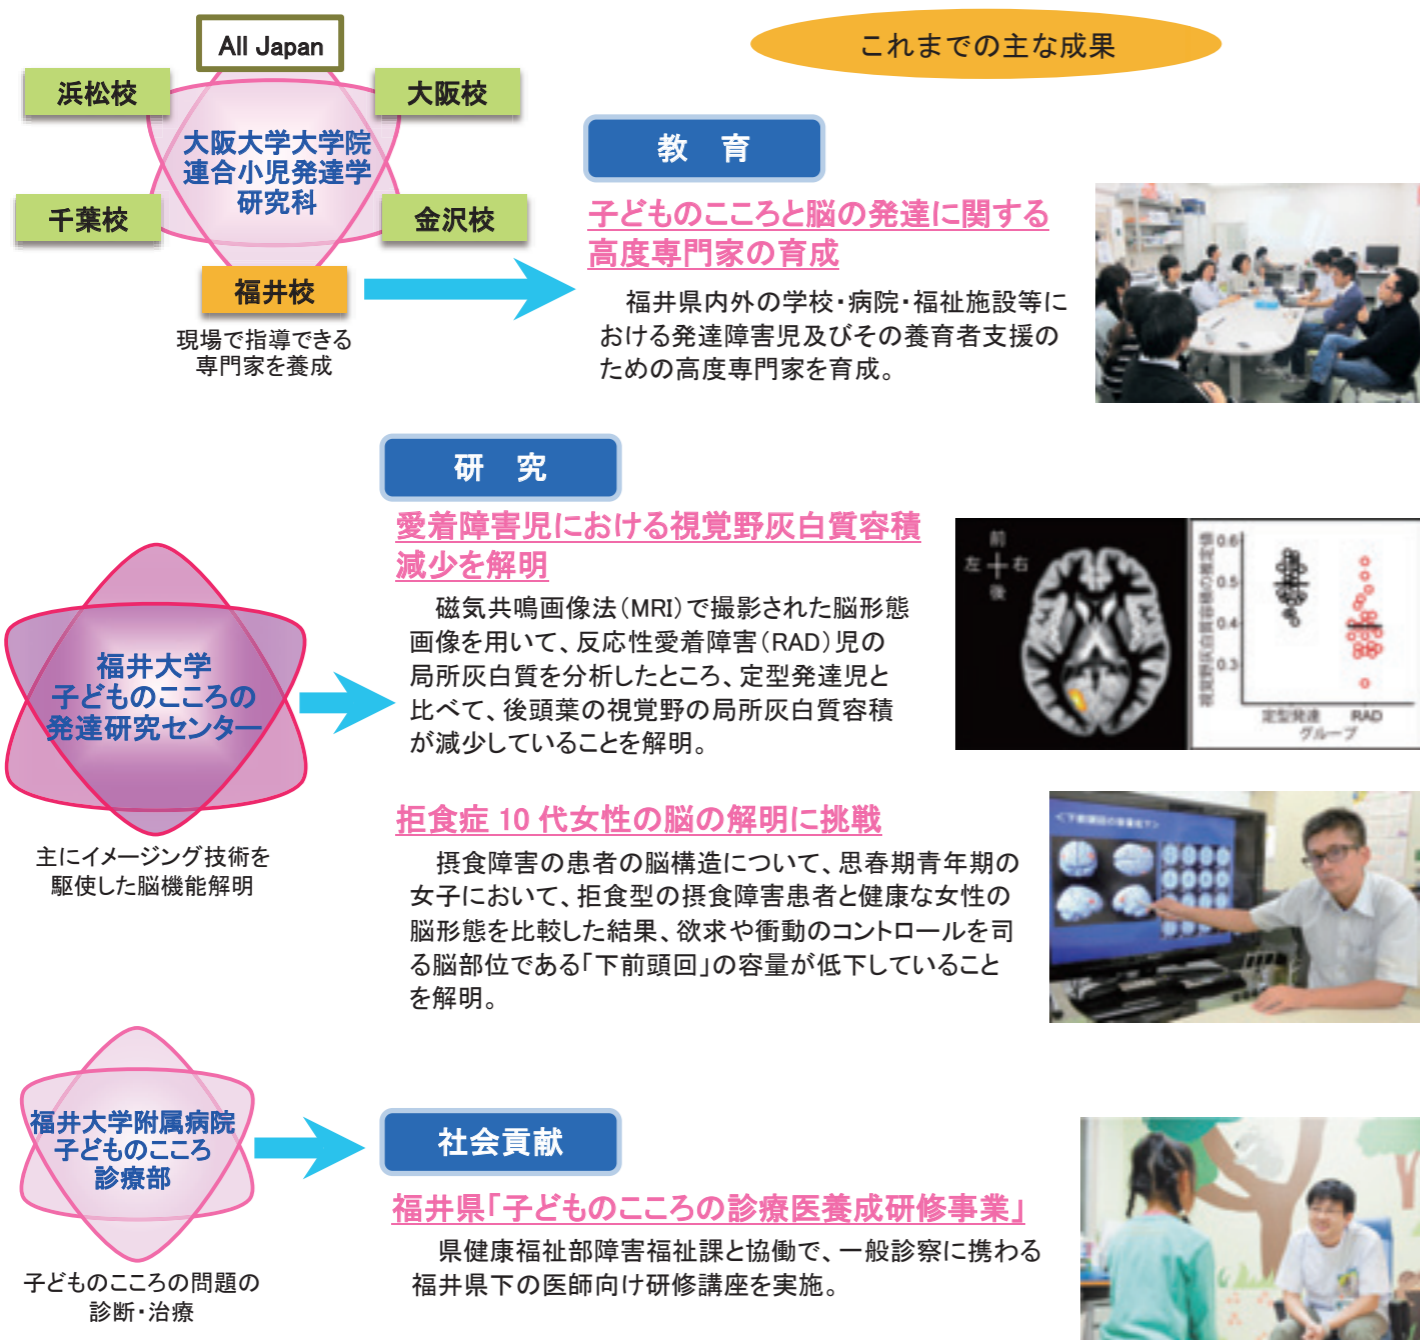 All Japan
浜松校
大阪校
大阪大学大学院
連合小児発達学
研究科
千葉校
金沢校
福井校
現場で指導できる
専門家を養成
これまでの主な成果
教　育
子どものこころと脳の発達に関する
高度専門家の育成
福井県内外の学校・病院・福祉施設等に
おける発達障害児及びその養育者支援の
ための高度専門家を育成。
福井大学
子どものこころの
発達研究センター
主にイメージング技術を
駆使した脳機能解明
研　究
愛着障害児における視覚野灰白質容積
減少を解明
磁気共鳴画像法（MRI）で撮影された脳形態
画像を用いて、反応性愛着障害（RAD）児の
局所灰白質を分析したところ、定型発達児と
比べて、後頭葉の視覚野の局所灰白質容積
が減少していることを解明。
前
左
右
後
視覚野灰白質容積の推定値
0.6
0.5
0.4
0.3
定型発達
RAD
グループ
拒食症 10 代女性の脳の解明に挑戦
摂食障害の患者の脳構造について、思春期青年期の
女子において、拒食型の摂食障害患者と健康な女性の
脳形態を比較した結果、欲求や衝動のコントロールを司
る脳部位である「下前頭回」の容量が低下していること
を解明。
福井大学附属病院
子どものこころ
診療部
子どものこころの問題の
診断・治療
社会貢献
福井県「子どものこころの診療医養成研修事業」
県健康福祉部障害福祉課と協働で、一般診察に携わる
福井県下の医師向け研修講座を実施。